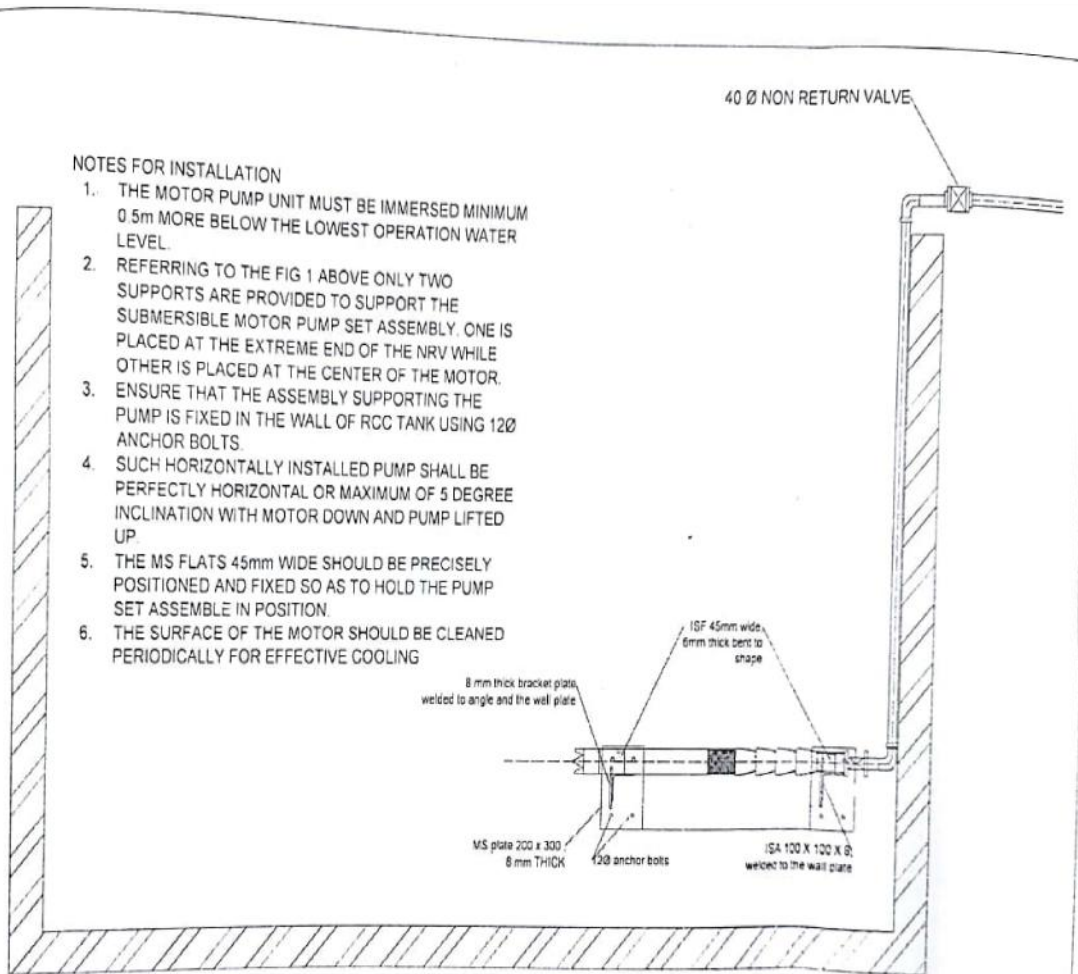 40 Ø NON RETURN VALVE
NOTES FOR INSTALLATION
1. THE MOTOR PUMP UNIT MUST BE IMMERSED MINIMUM
0.5m MORE BELOW THE LOWEST OPERATION WATER
LEVEL.
2. REFERRING TO THE FIG 1 ABOVE ONLY TWO
SUPPORTS ARE PROVIDED TO SUPPORT THE
SUBMERSIBLE MOTOR PUMP SET ASSEMBLY. ONE IS
PLACED AT THE EXTREME END OF THE NRV WHILE
OTHER IS PLACED AT THE CENTER OF THE MOTOR.
3. ENSURE THAT THE ASSEMBLY SUPPORTING THE
PUMP IS FIXED IN THE WALL OF RCC TANK USING 12Ø
ANCHOR BOLTS.
4. SUCH HORIZONTALLY INSTALLED PUMP SHALL BE
PERFECTLY HORIZONTAL OR MAXIMUM OF 5 DEGREE
INCLINATION WITH MOTOR DOWN AND PUMP LIFTED
UP.
5. THE MS FLATS 45mm WIDE SHOULD BE PRECISELY
POSITIONED AND FIXED SO AS TO HOLD THE PUMP
SET ASSEMBLE IN POSITION.
6. THE SURFACE OF THE MOTOR SHOULD BE CLEANED
PERIODICALLY FOR EFFECTIVE COOLING
ISF 45mm wide
6mm thick bent to
shape
8 mm thick bracket plate
welded to angle and the wall plate
MS plate 200 x 300
8 mm THICK
12Ø anchor bolts
ISA 100 X 100 X 8
welded to the wall plate